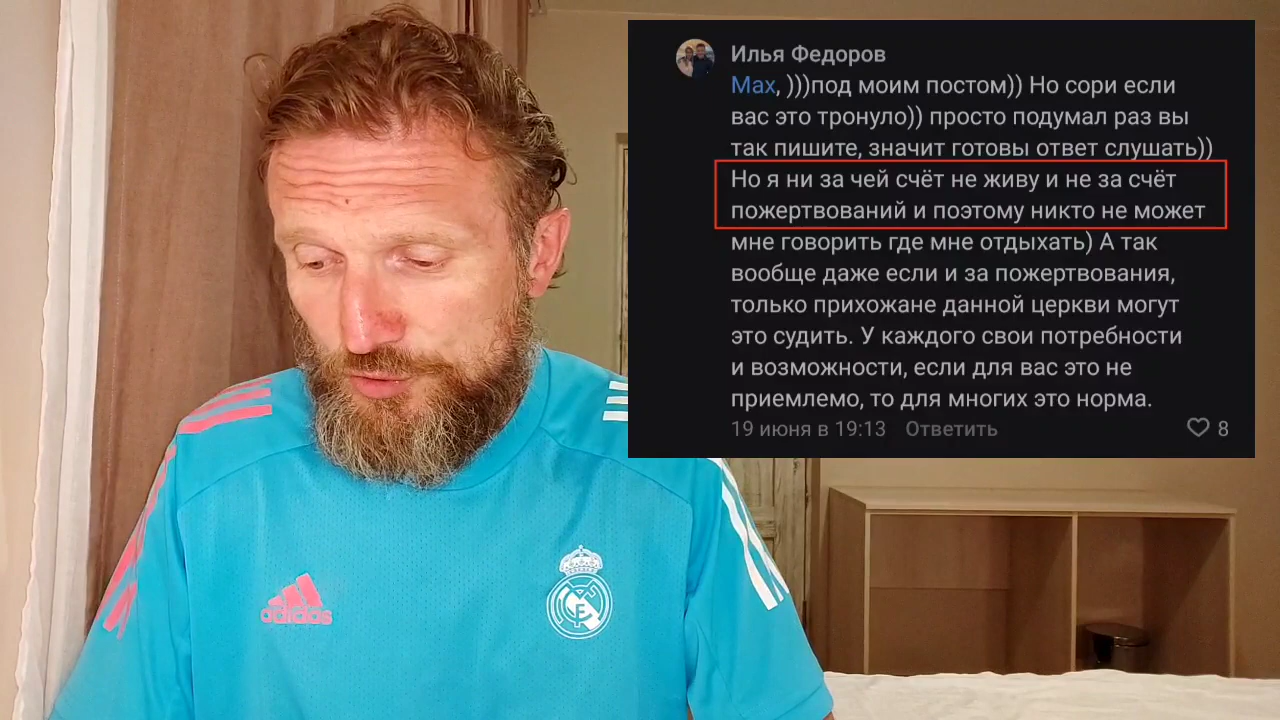 Илья Федоров
Max, )))под моим постом)) Но сори если
вас это тронуло)) просто подумал раз вы
так пишите, значит готовы ответ слушать))
Но я ни за чей счёт не живу и не за счёт
пожертвований и поэтому никто не может
мне говорить где мне отдыхать) А так
вообще даже если и за пожертвования,
только прихожане данной церкви могут
это судить. У каждого свои потребности
и возможности, если для вас это не
приемлемо, то для многих это норма.
19 июня в 19:13 Ответить 8
adidas